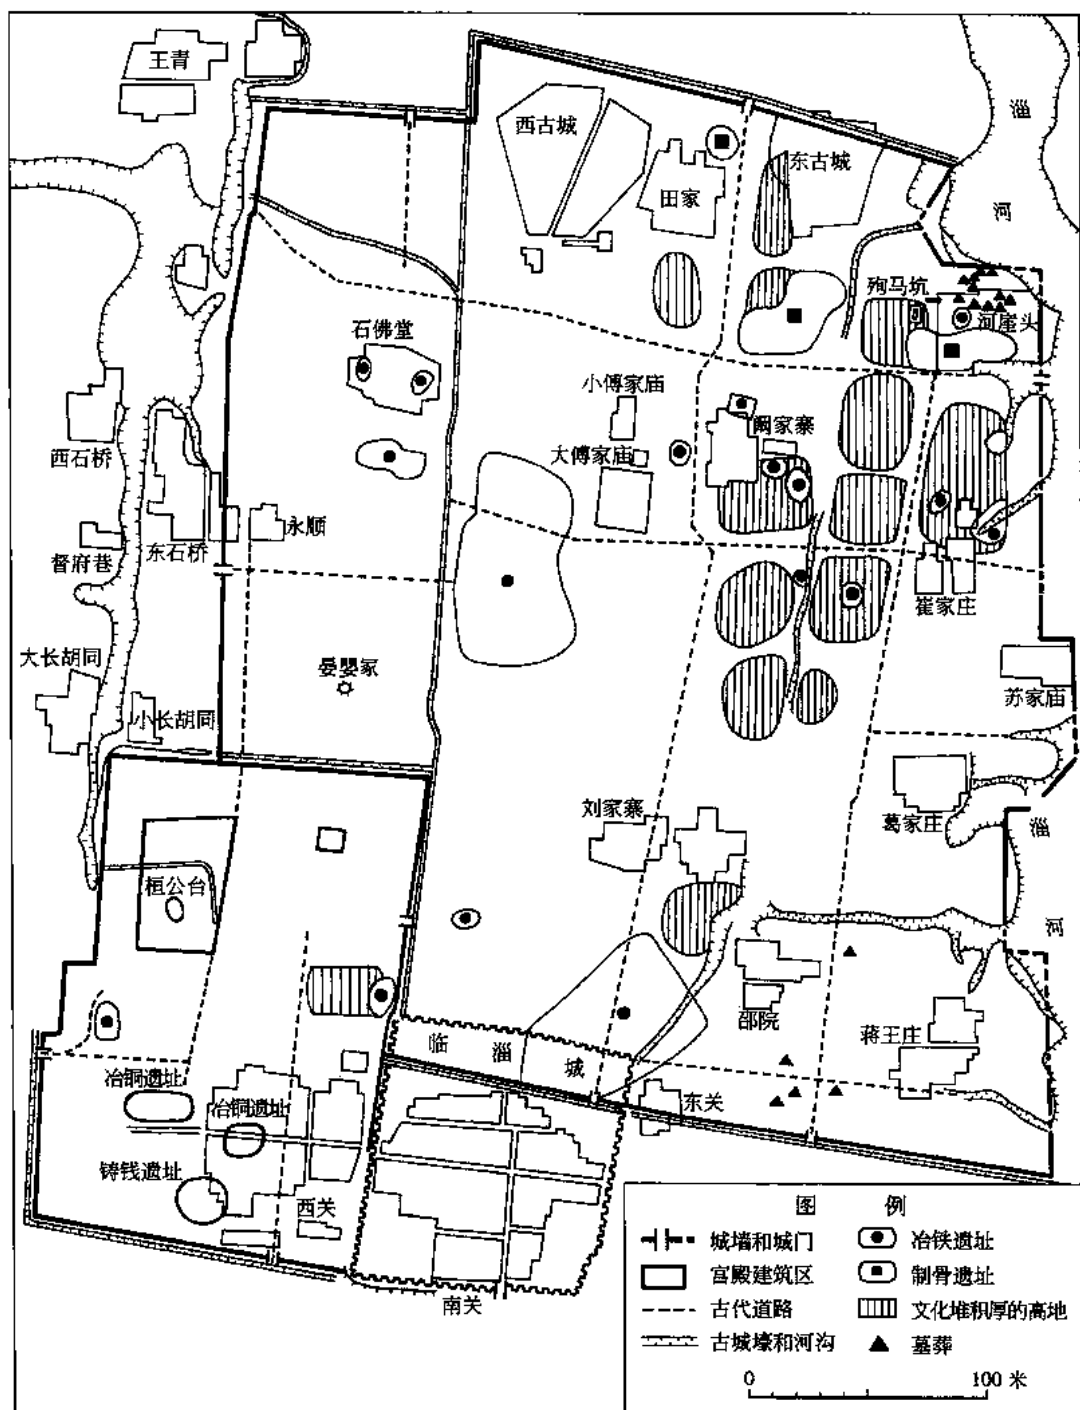 王青
淄
西古城
东古城
田家
河
殉马坑
河崖头
石佛堂
小傅家庙
阚家寨
大傅家庙
西石桥
永顺
督府巷
东石桥
崔家庄
大长胡同
晏婴冢
苏家庙
小长胡同
刘家寨
葛家庄
淄
桓公台
河
邵院
蒋王庄
临淄城
冶铜遗址
冶铜遗址
东关
铸钱遗址
西关
南关
图例
城墙和城门
冶铁遗址
宫殿建筑区
制骨遗址
古代道路
文化堆积厚的高地
古城壕和河沟
墓葬
0 100 米